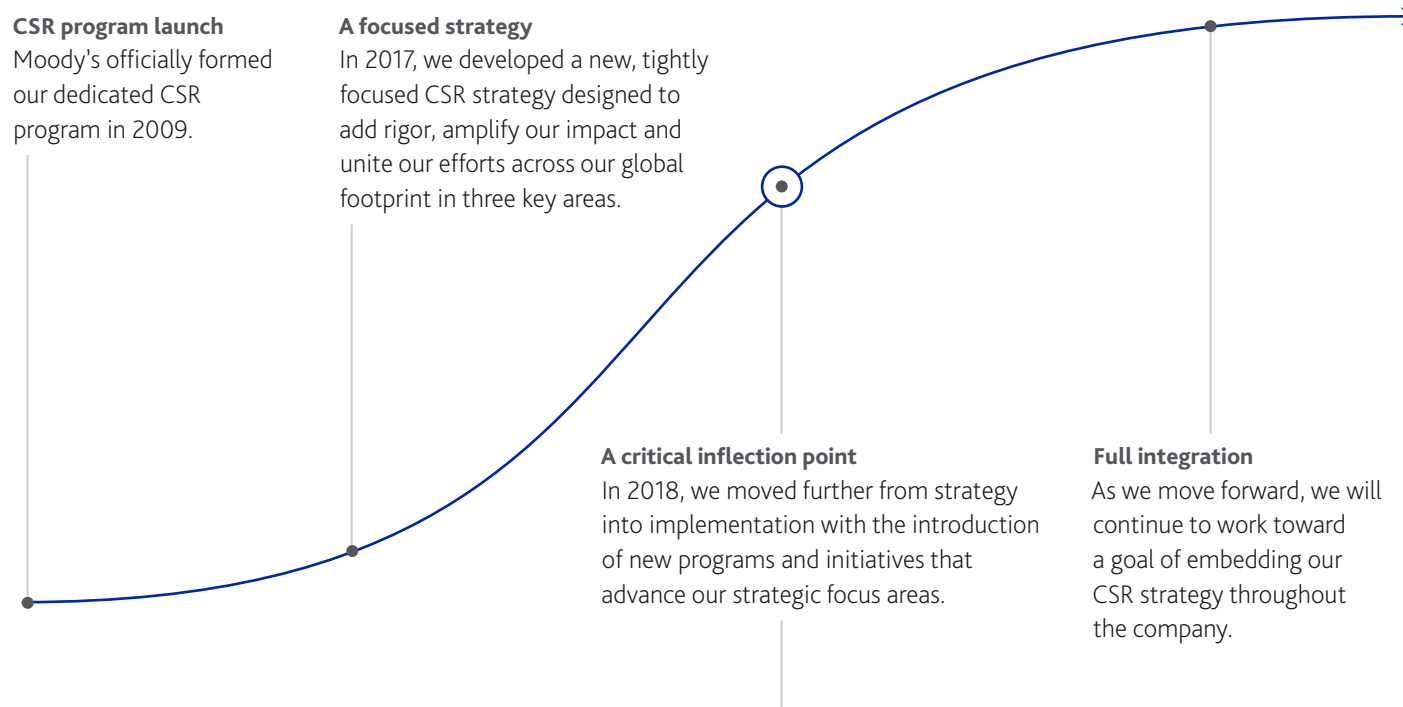 CSR program launch
Moody's officially formed
our dedicated CSR
program in 2009.
A focused strategy
In 2017, we developed a new, tightly
focused CSR strategy designed to
add rigor, amplify our impact and
unite our efforts across our global
footprint in three key areas.
A critical inflection point
In 2018, we moved further from strategy
into implementation with the introduction
of new programs and initiatives that
advance our strategic focus areas.
Full integration
As we move forward, we will
continue to work toward
a goal of embedding our
CSR strategy throughout
the company.